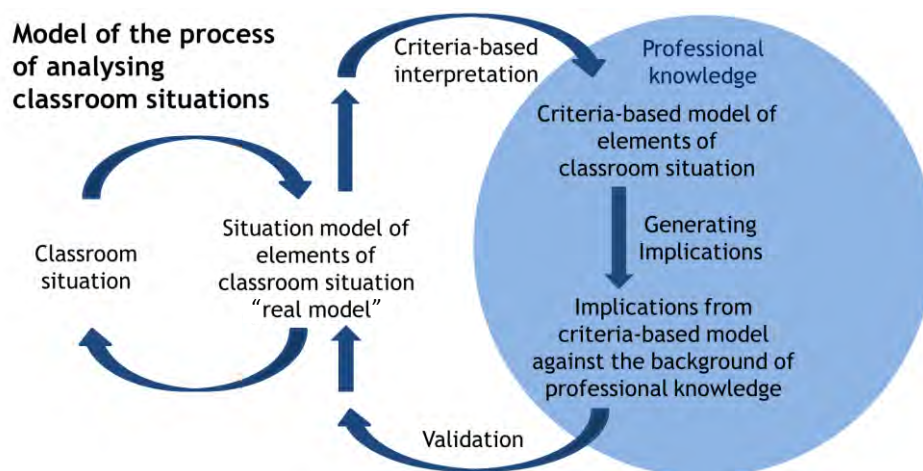 Model of the process
of analysing
classroom situations
Criteria-based
interpretation
Professional
knowledge
Criteria-based model of
elements of
classroom situation
Generating
Implications
Classroom
situation
Situation model of
elements of
classroom situation
“real model”
Implications from
criteria-based model
against the background of
professional knowledge
Validation